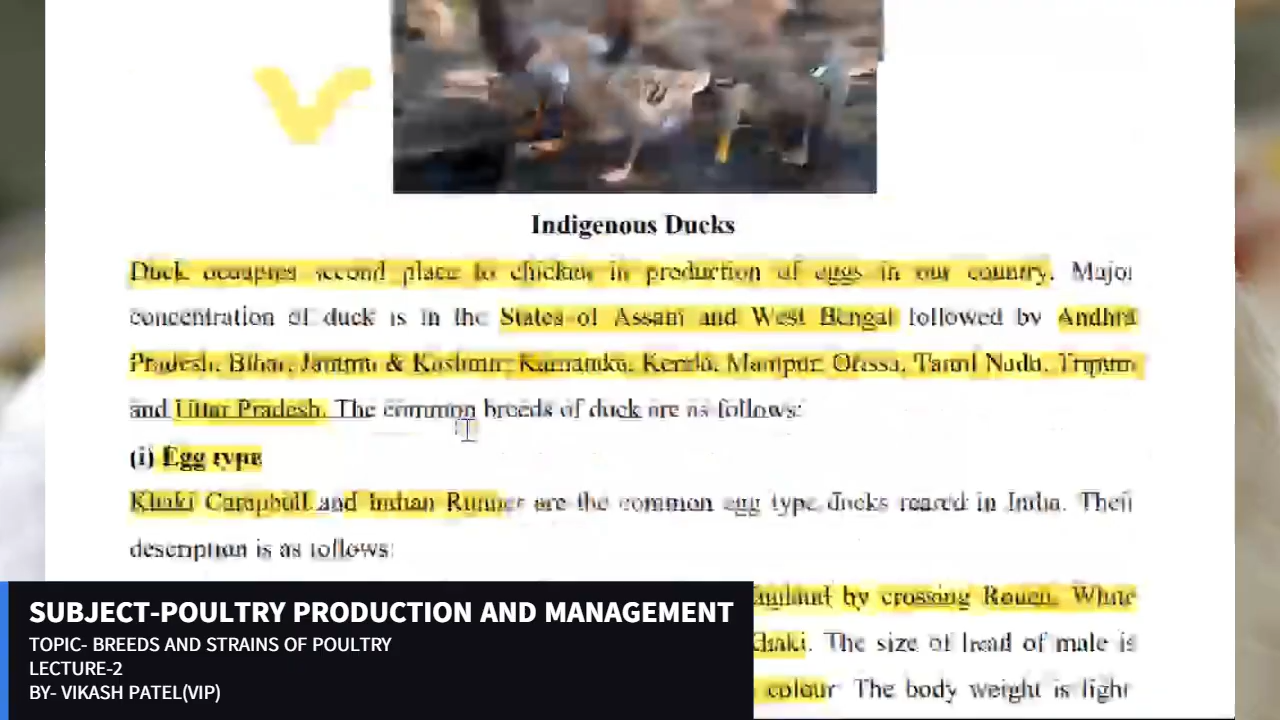 Indigenous Ducks
Duck occupies second place to chicken in production of eggs in our country. Major
concentration of duck is in the States of Assam and West Bengal followed by Andhra
Pradesh, Bihar, Jammu & Kashmir, Karnataka, Kerala, Manipur, Orissa, Tamil Nadu, Tripura
and Uttar Pradesh. The common breeds of duck are as follows:
(i) Egg type
Khaki Campbell and Indian Runner are the common egg type ducks reared in India. Their
description is as follows:
England by crossing Rouen, White
Khaki. The size of head of male is
colour The body weight is light
SUBJECT-POULTRY PRODUCTION AND MANAGEMENT
TOPIC- BREEDS AND STRAINS OF POULTRY
LECTURE-2
BY- VIKASH PATEL(VIP)